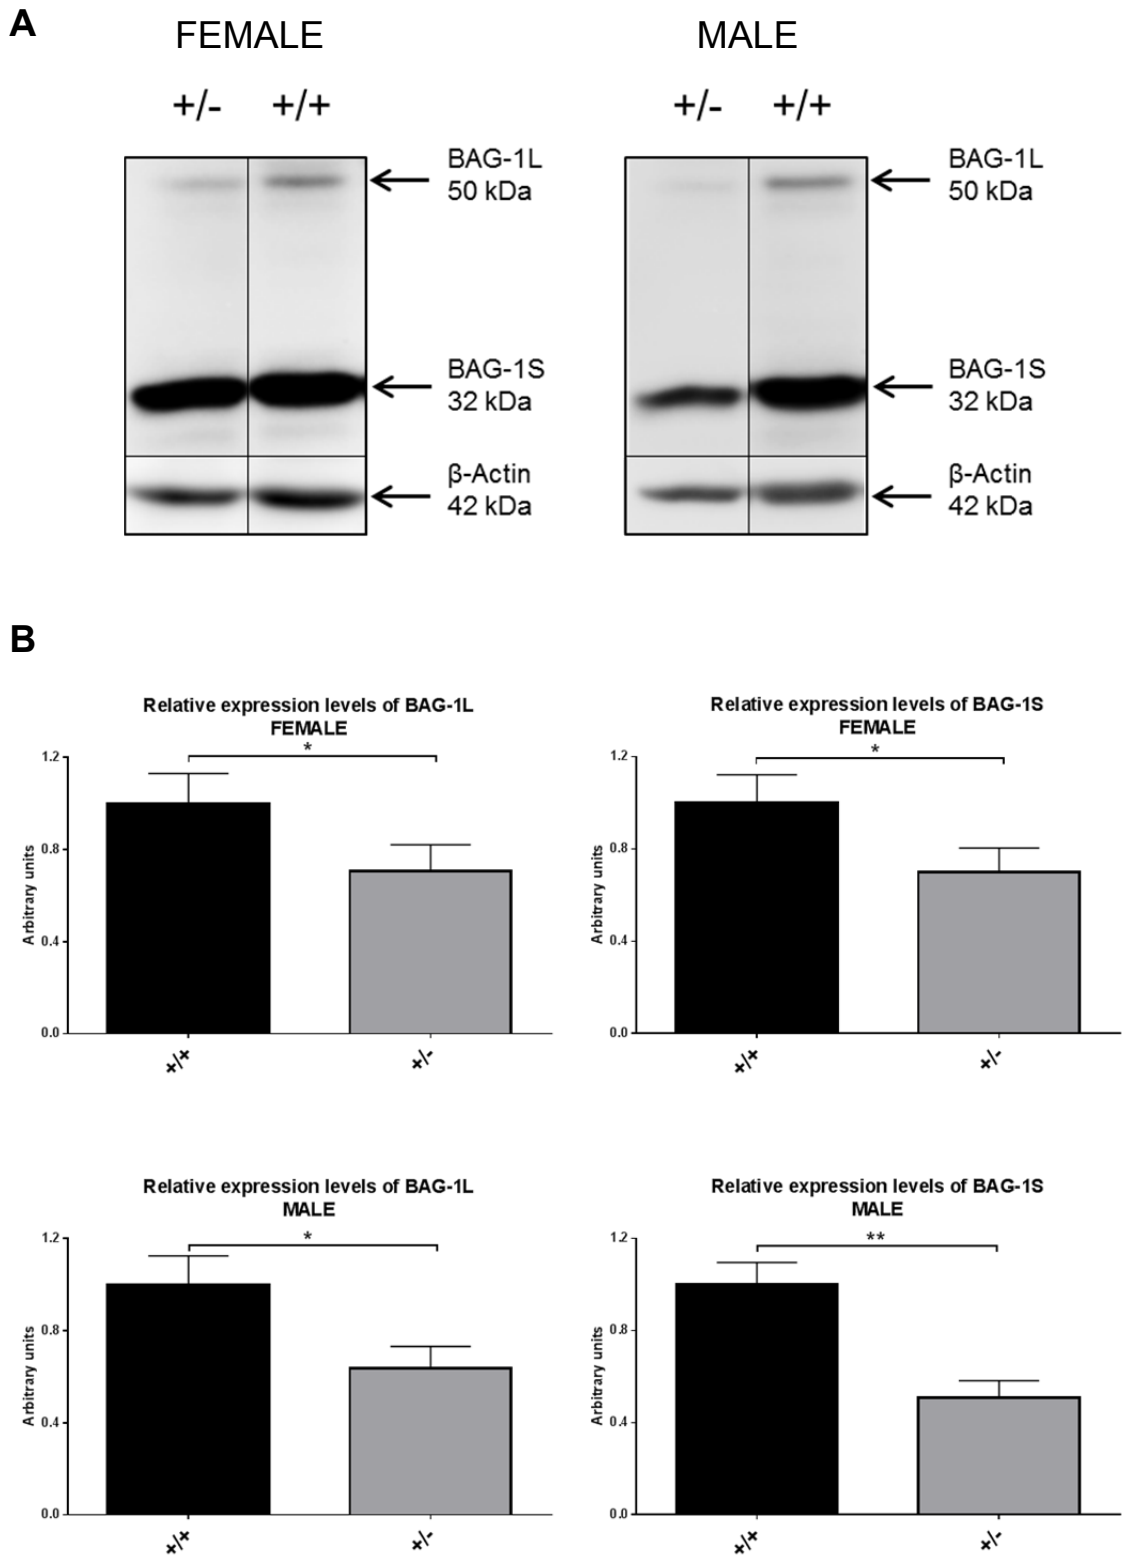 A
FEMALE
MALE
+/- +/+
+/- +/+
BAG-1L
50 kDa
BAG-1S
32 kDa
β-Actin
42 kDa
BAG-1L
50 kDa
BAG-1S
32 kDa
β-Actin
42 kDa
B
Relative expression levels of BAG-1L
FEMALE
*
1.2
0.8
0.4
0.0
Arbitrary units
+/+
+/-
Relative expression levels of BAG-1S
FEMALE
*
1.2
0.8
0.4
0.0
Arbitrary units
+/+
+/-
Relative expression levels of BAG-1L
MALE
*
1.2
0.8
0.4
0.0
Arbitrary units
+/+
+/-
Relative expression levels of BAG-1S
MALE
**
1.2
0.8
0.4
0.0
Arbitrary units
+/+
+/-